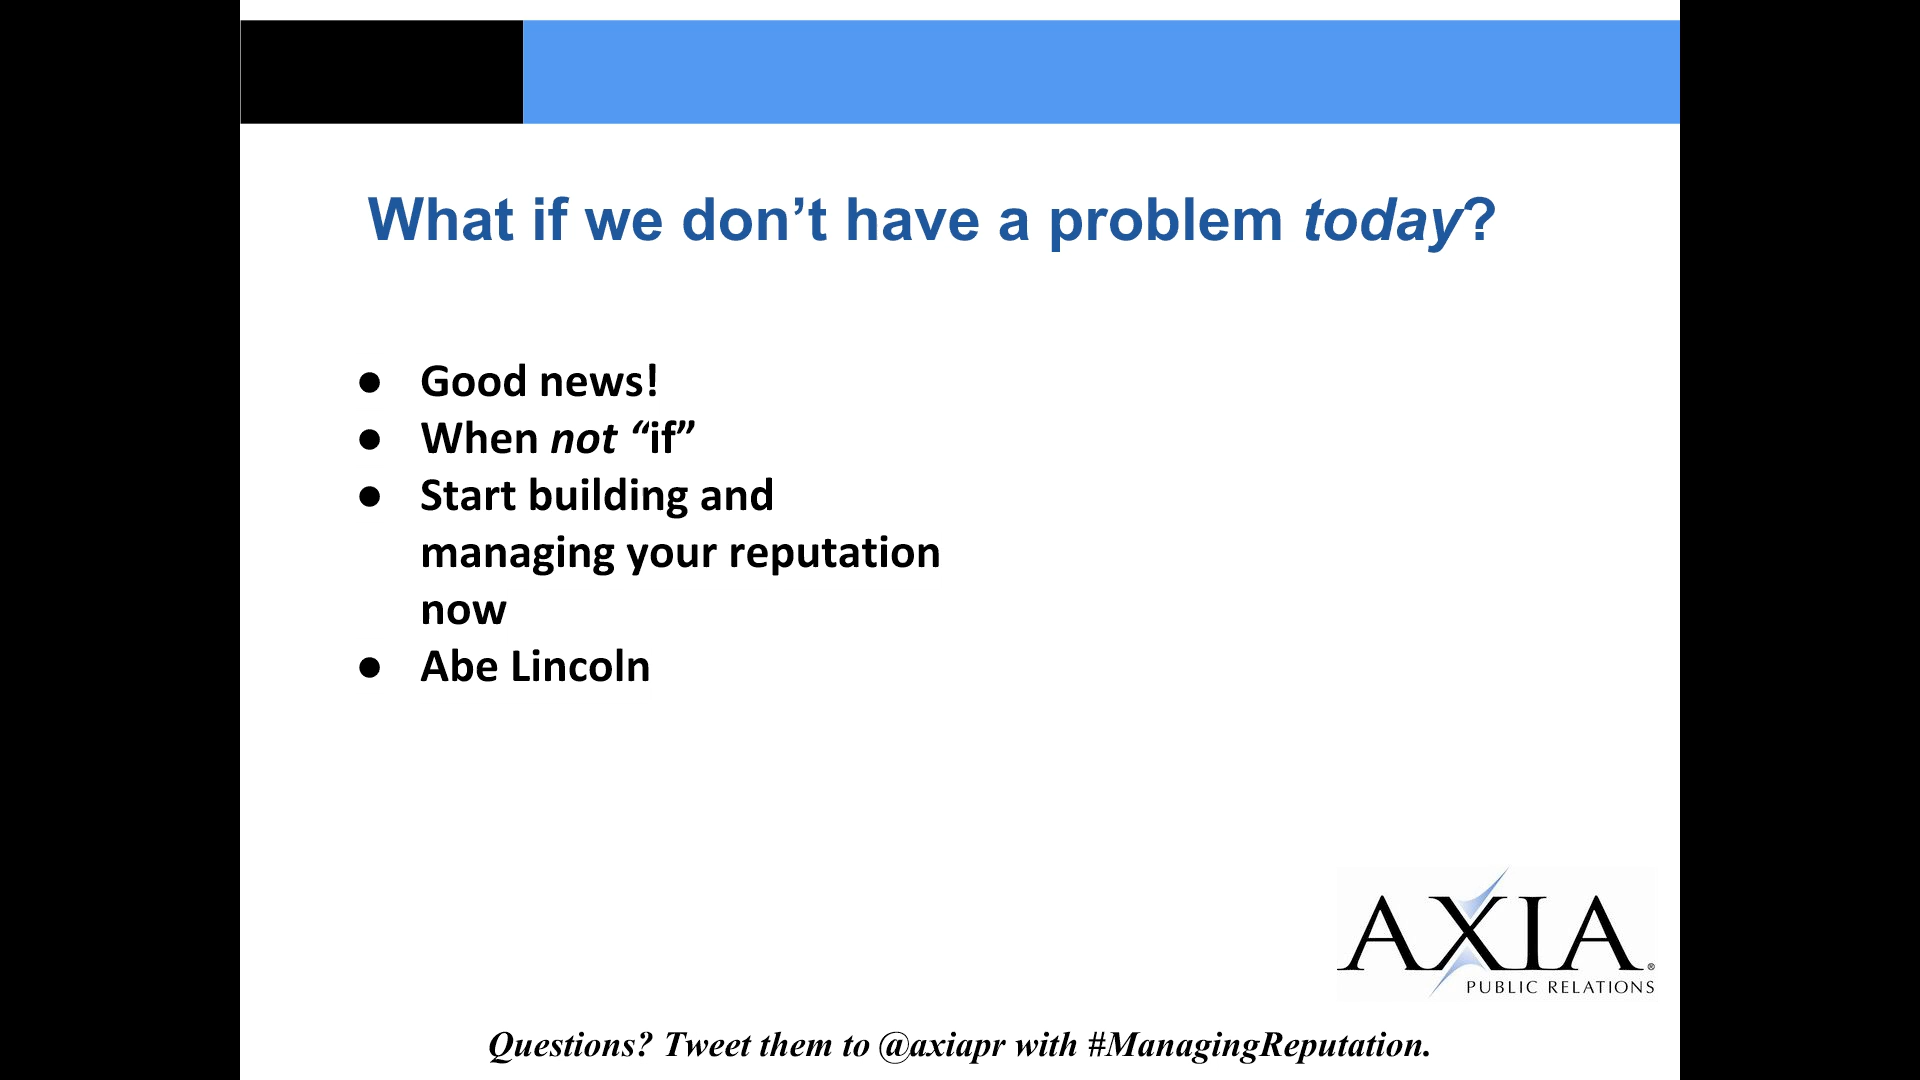 What if we don’t have a problem today?
● Good news!
● When not “if”
● Start building and
managing your reputation
now
● Abe Lincoln
AXIA®
PUBLIC RELATIONS
Questions? Tweet them to @axiapr with #ManagingReputation.